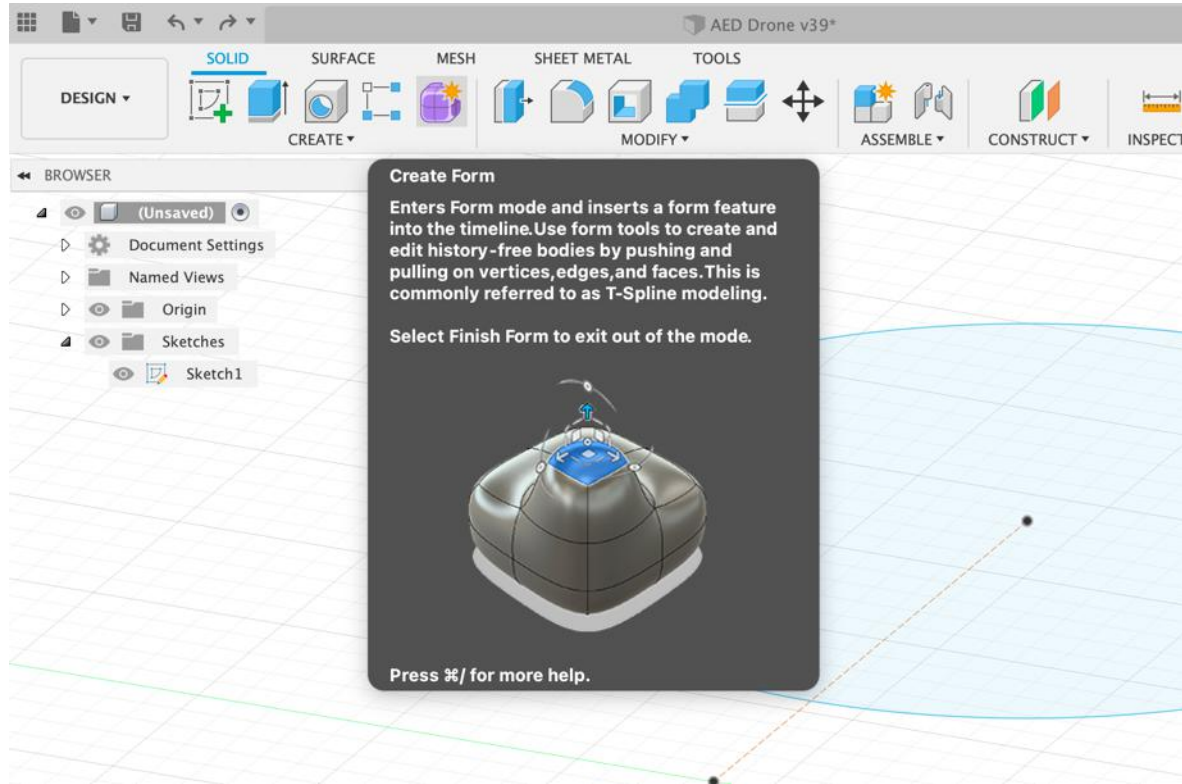 AED Drone v39*
SOLID SURFACE MESH SHEET METAL TOOLS
DESIGN
CREATE MODIFY ASSEMBLE CONSTRUCT INSPECT
BROWSER
(Unsaved)
Document Settings
Named Views
Origin
Sketches
Sketch1
Create Form
Enters Form mode and inserts a form feature
into the timeline.Use form tools to create and
edit history-free bodies by pushing and
pulling on vertices,edges,and faces.This is
commonly referred to as T-Spline modeling.
Select Finish Form to exit out of the mode.
Press ⌘/ for more help.